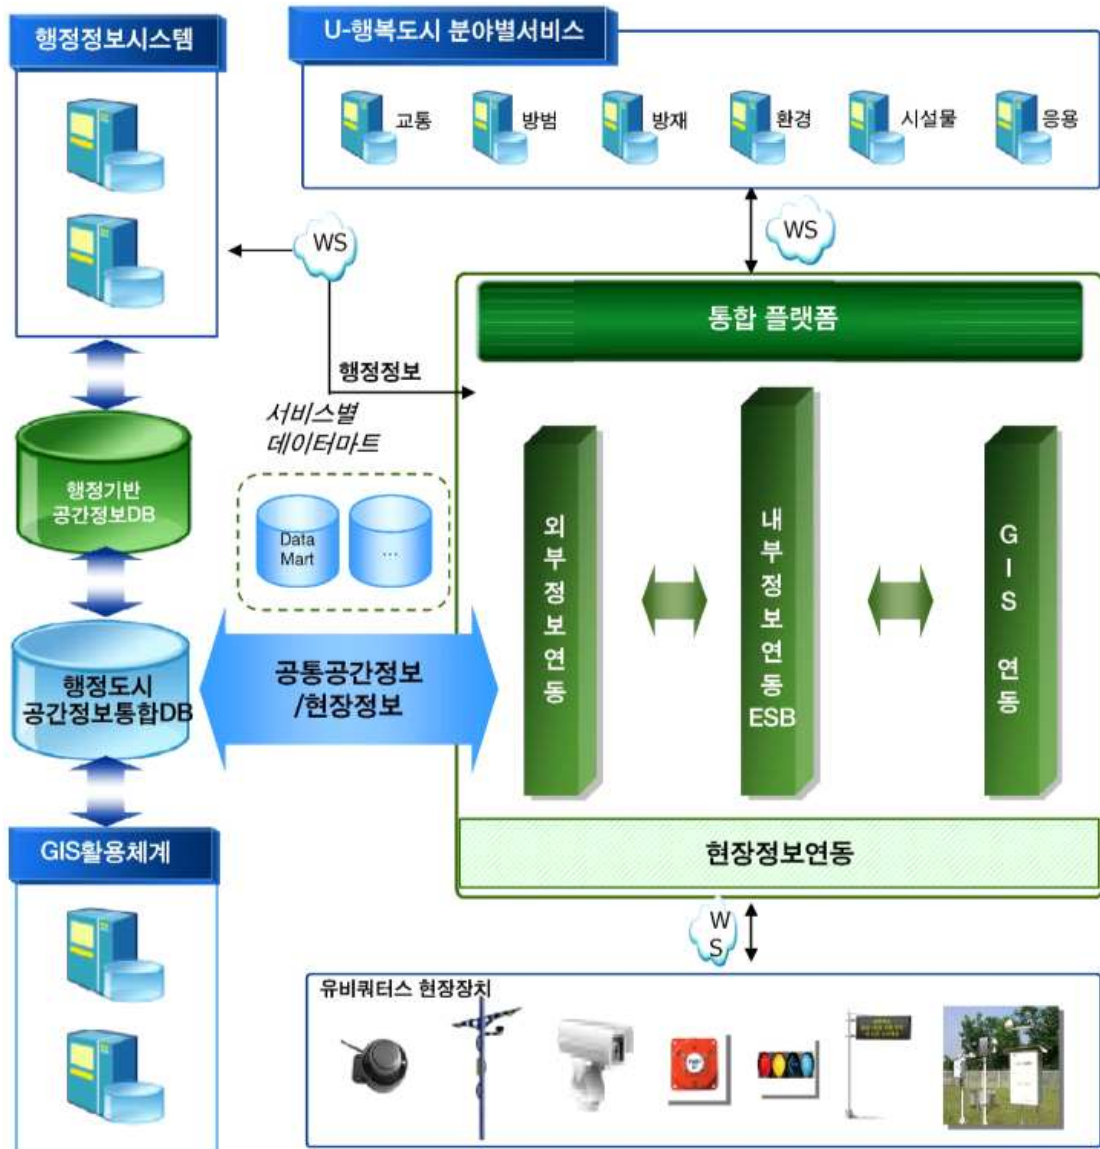 행정정보시스템
U-행복도시 분야별서비스
교통
방범
방재
환경
시설물
응용
WS
WS
통합 플랫폼
행정정보
서비스별
데이터마트
행정기반
공간정보DB
Data
Mart
...
외부정보연동
내부정보연동
ESB
GIS 연동
행정도시
공간정보통합DB
공통공간정보
/현장정보
GIS활용체계
현장정보연동
W
S
유비쿼터스 현장장치